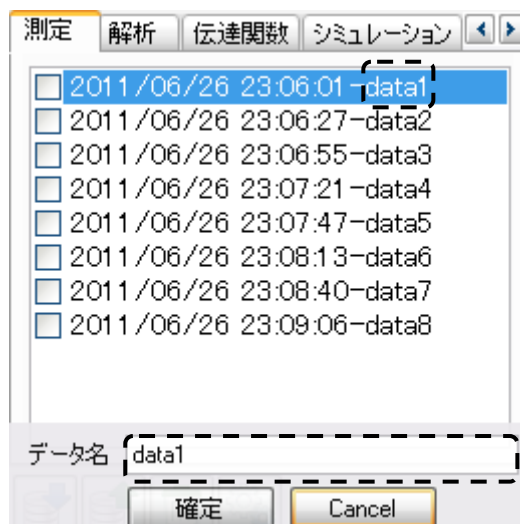 測定 解析 伝達関数 シミュレーション
2011/06/26 23:06:01-data1
2011/06/26 23:06:27-data2
2011/06/26 23:06:55-data3
2011/06/26 23:07:21-data4
2011/06/26 23:07:47-data5
2011/06/26 23:08:13-data6
2011/06/26 23:08:40-data7
2011/06/26 23:09:06-data8
データ名 data1
確定 Cancel